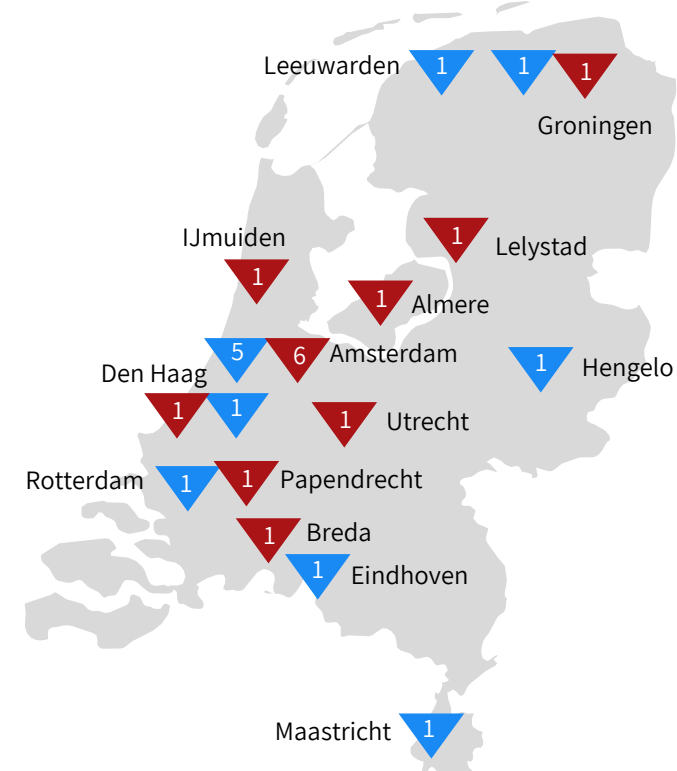 Leeuwarden 1 1 1
Groningen
IJmuiden
1
1 Lelystad
1 Almere
5 6 Amsterdam
1 Hengelo
Den Haag
1 1
1 Utrecht
Rotterdam 1 1 Papendrecht
1 Breda
1 Eindhoven
Maastricht 1